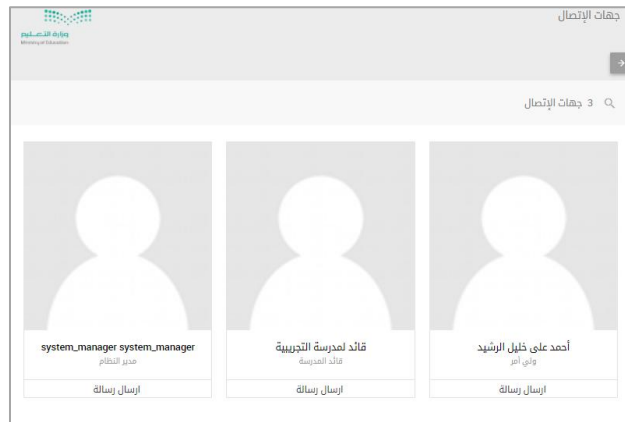 جهات الإتصال
وزارة التعليم
Ministry of Education
3 جهات الإتصال
أحمد على خليل الرشيد
ولي أمر
ارسال رسالة
قائد لمدرسة التجريبية
قائد المدرسة
ارسال رسالة
system_manager system_manager
مدير النظام
ارسال رسالة